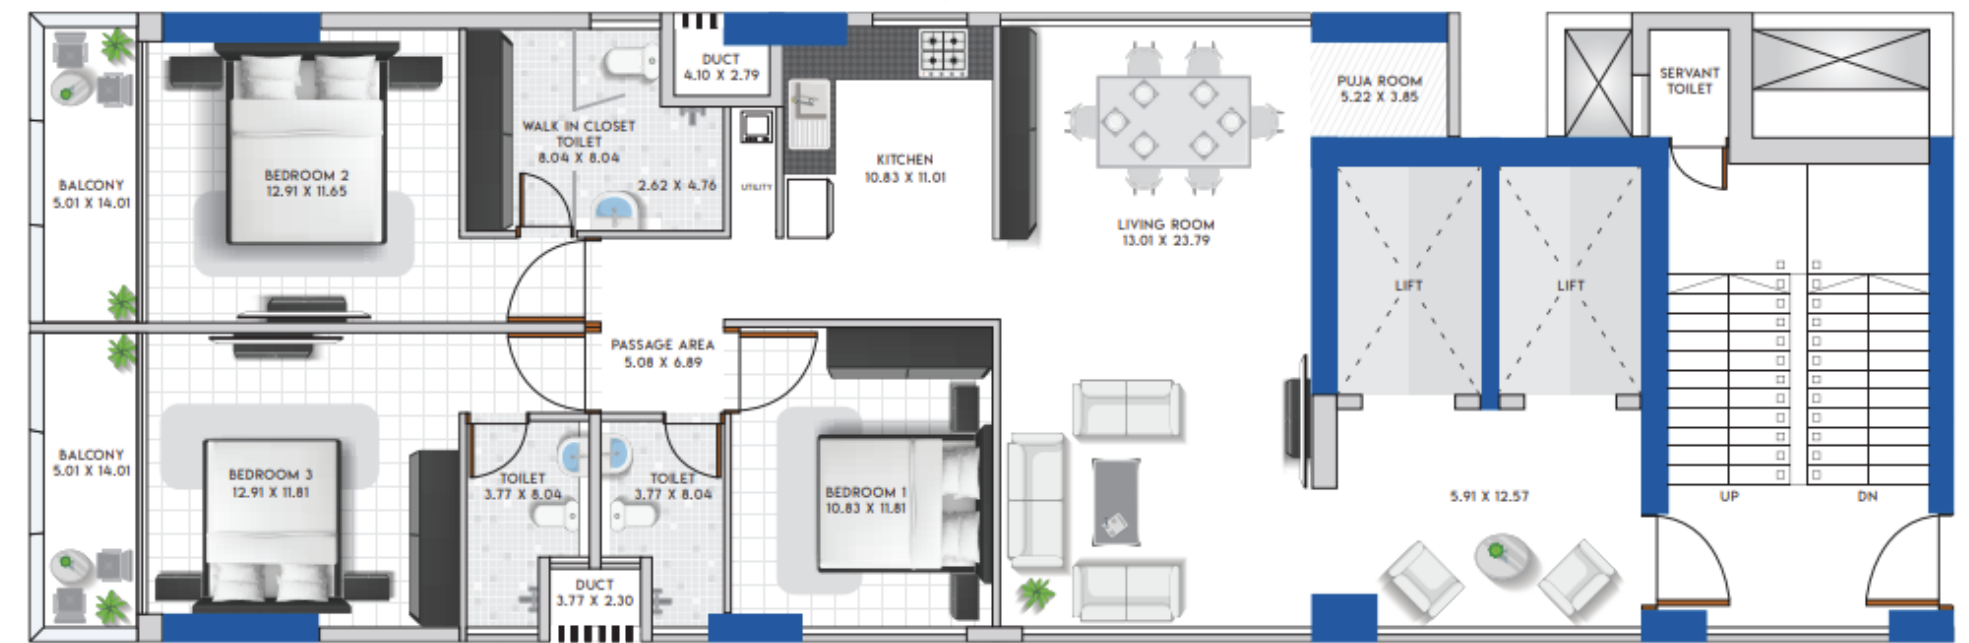 DUCT
4.10 X 2.79
PUJA ROOM
5.22 X 3.85
SERVANT
TOILET
WALK IN CLOSET
TOILET
8.04 X 8.04
2.62 X 4.76
UTILITY
KITCHEN
10.83 X 11.01
BEDROOM 2
12.91 X 11.65
BALCONY
5.01 X 14.01
LIVING ROOM
13.01 X 23.79
LIFT
LIFT
PASSAGE AREA
5.08 X 6.89
BALCONY
5.01 X 14.01
BEDROOM 3
12.91 X 11.81
TOILET
3.77 X 8.04
TOILET
3.77 X 8.04
BEDROOM 1
10.83 X 11.81
5.91 X 12.57
UP
DN
DUCT
3.77 X 2.30